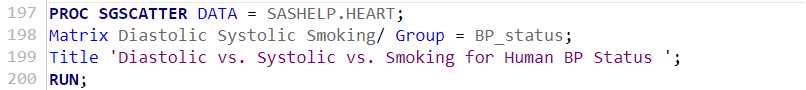 197 PROC SGSCATTER DATA = SASHELP.HEART;
198 Matrix Diastolic Systolic Smoking/ Group = BP_status;
199 Title 'Diastolic vs. Systolic vs. Smoking for Human BP Status ';
200 RUN;